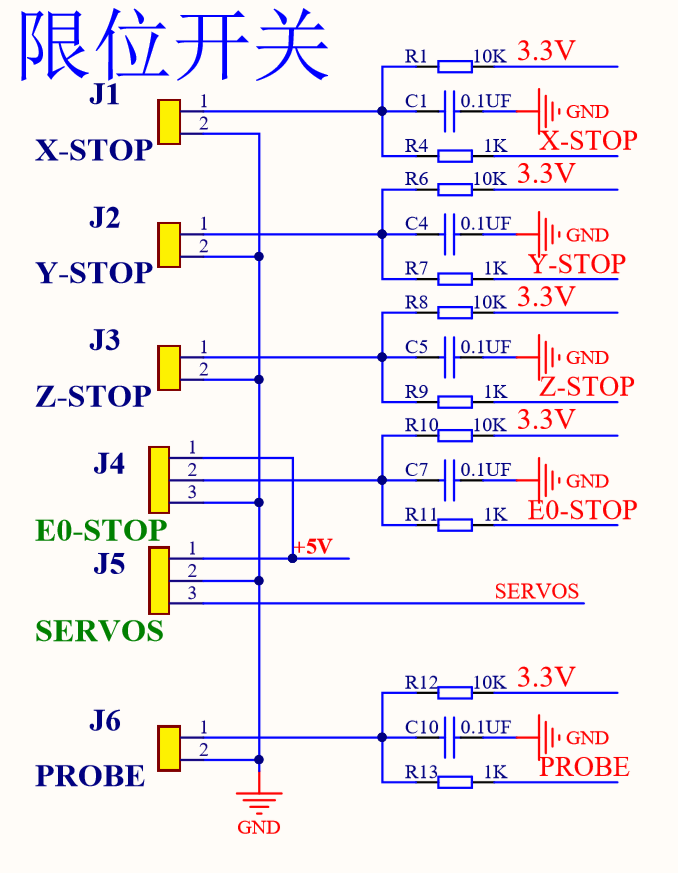 限位开关
J1
1
2
X-STOP
R1 10K 3.3V
C1 0.1UF GND
R4 1K X-STOP
J2
1
2
Y-STOP
R6 10K 3.3V
C4 0.1UF GND
R7 1K Y-STOP
J3
1
2
Z-STOP
R8 10K 3.3V
C5 0.1UF GND
R9 1K Z-STOP
J4
1
2
3
E0-STOP
R10 10K 3.3V
C7 0.1UF GND
R11 1K E0-STOP
J5
1
2
3
SERVOS
+5V
SERVOS
J6
1
2
PROBE
R12 10K 3.3V
C10 0.1UF GND
R13 1K PROBE
GND